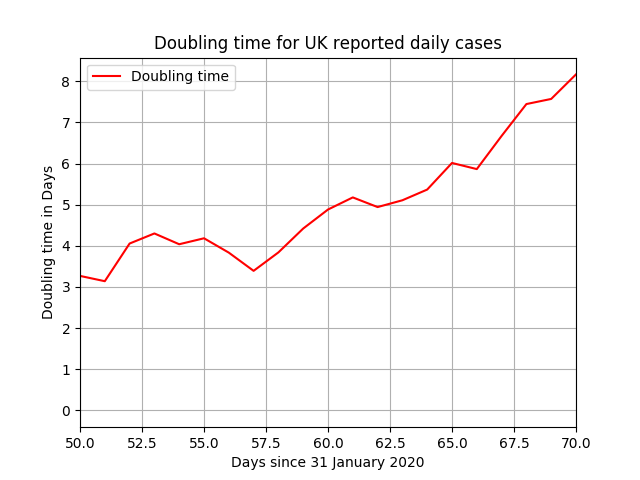 Doubling time for UK reported daily cases
Doubling time
8
7
6
5
4
3
2
1
0
Doubling time in Days
50.0 52.5 55.0 57.5 60.0 62.5 65.0 67.5 70.0
Days since 31 January 2020